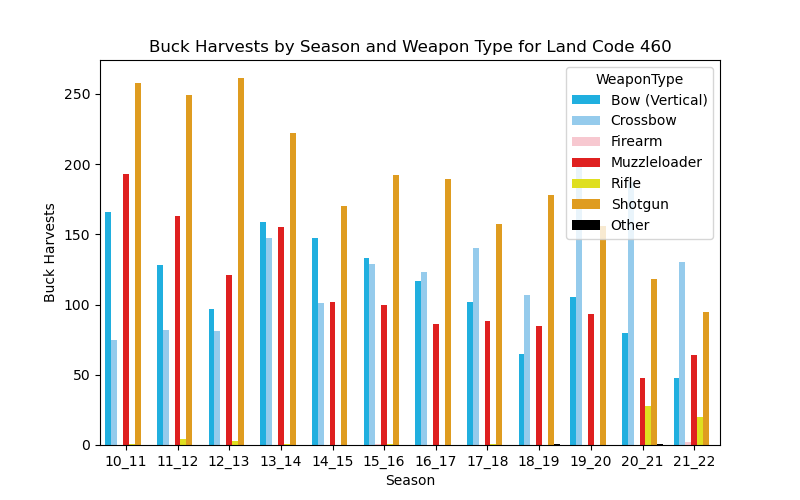 Buck Harvests by Season and Weapon Type for Land Code 460
WeaponType
Bow (Vertical)
Crossbow
Firearm
Muzzleloader
Rifle
Shotgun
Other
Buck Harvests
250
200
150
100
50
0
10_11 11_12 12_13 13_14 14_15 15_16 16_17 17_18 18_19 19_20 20_21 21_22
Season